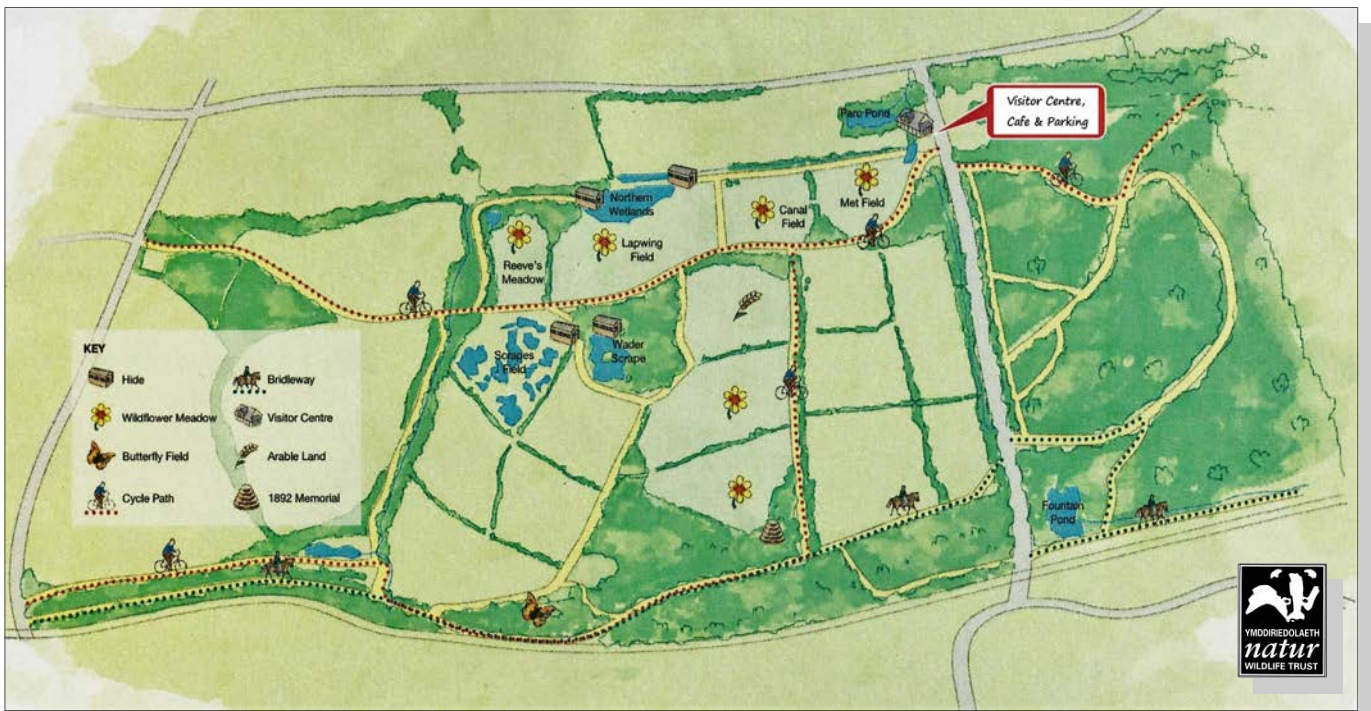 Visitor Centre,
Cafe & Parking
Parc Pond
Northern
Wetlands
Canal
Field
Met Field
Reeve's
Meadow
Lapwing
Field
Scrapes
Field
Wader
Scrape
Fountain
Pond
KEY
Hide
Bridleway
Wildflower Meadow
Visitor Centre
Butterfly Field
Arable Land
Cycle Path
1892 Memorial
YMDDIRIEDOLAETH
natur
WILDLIFE TRUST